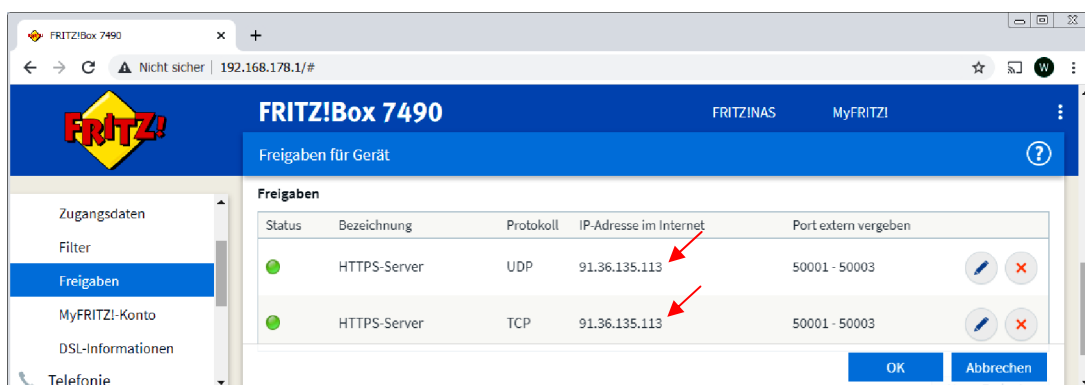 FRITZ!Box 7490
Nicht sicher | 192.168.178.1/#
W
FRITZ!
FRITZ!Box 7490
FRITZ!NAS
MyFRITZ!
Freigaben für Gerät
?
Zugangsdaten
Filter
Freigaben
MyFRITZ!-Konto
DSL-Informationen
Telefonie
Freigaben
Status Bezeichnung Protokoll IP-Adresse im Internet Port extern vergeben
HTTPS-Server UDP 91.36.135.113 50001 - 50003
HTTPS-Server TCP 91.36.135.113 50001 - 50003
OK Abbrechen